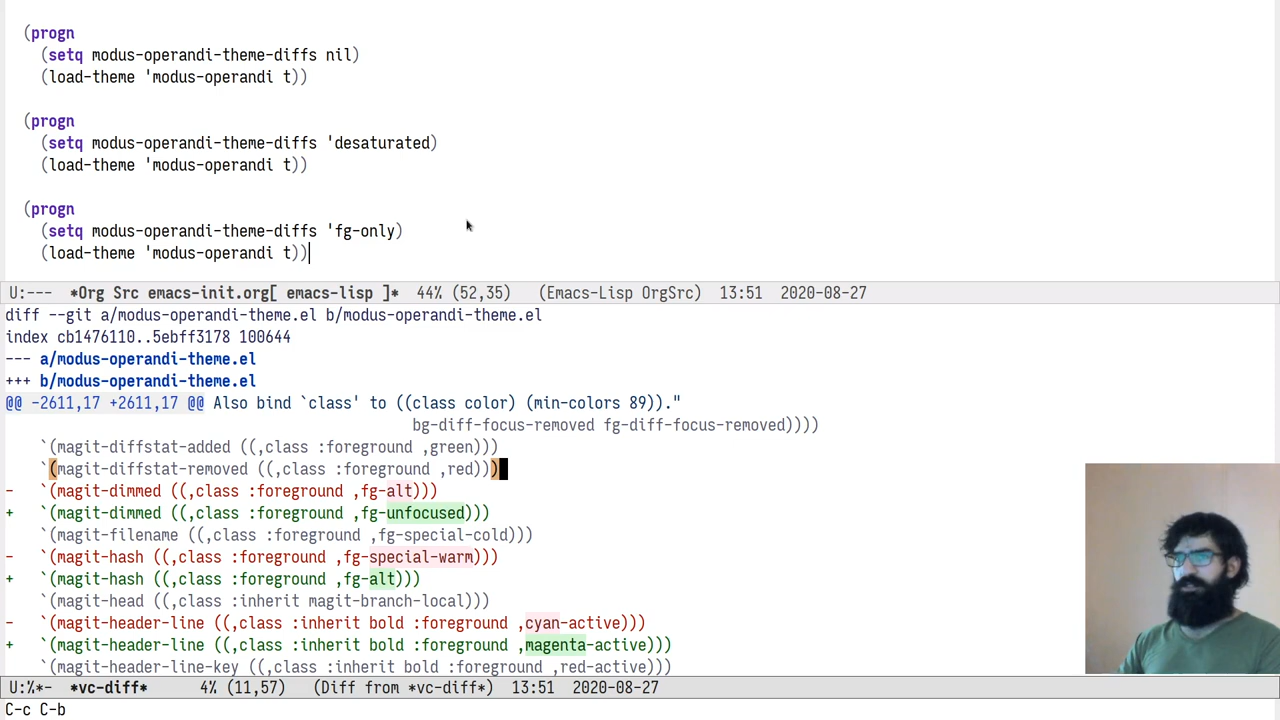 (progn
(setq modus-operandi-theme-diffs nil)
(load-theme 'modus-operandi t))
(progn
(setq modus-operandi-theme-diffs 'desaturated)
(load-theme 'modus-operandi t))
(progn
(setq modus-operandi-theme-diffs 'fg-only)
(load-theme 'modus-operandi t))
U:--- *Org Src emacs-init.org[ emacs-lisp ]* 44% (52,35) (Emacs-Lisp OrgSrc) 13:51 2020-08-27
diff --git a/modus-operandi-theme.el b/modus-operandi-theme.el
index cb1476110..5ebff3178 100644
--- a/modus-operandi-theme.el
+++ b/modus-operandi-theme.el
@@ -2611,17 +2611,17 @@ Also bind `class' to ((class color) (min-colors 89))."
bg-diff-focus-removed fg-diff-focus-removed))))
`(magit-diffstat-added ((,class :foreground ,green)))
`(magit-diffstat-removed ((,class :foreground ,red)))
- `(magit-dimmed ((,class :foreground ,fg-alt)))
+ `(magit-dimmed ((,class :foreground ,fg-unfocused)))
`(magit-filename ((,class :foreground ,fg-special-cold)))
- `(magit-hash ((,class :foreground ,fg-special-warm)))
+ `(magit-hash ((,class :foreground ,fg-alt)))
`(magit-head ((,class :inherit magit-branch-local)))
- `(magit-header-line ((,class :inherit bold :foreground ,cyan-active)))
+ `(magit-header-line ((,class :inherit bold :foreground ,magenta-active)))
`(magit-header-line-key ((,class :inherit bold :foreground ,red-active)))
U:%*- *vc-diff* 4% (11,57) (Diff from *vc-diff*) 13:51 2020-08-27
C-c C-b